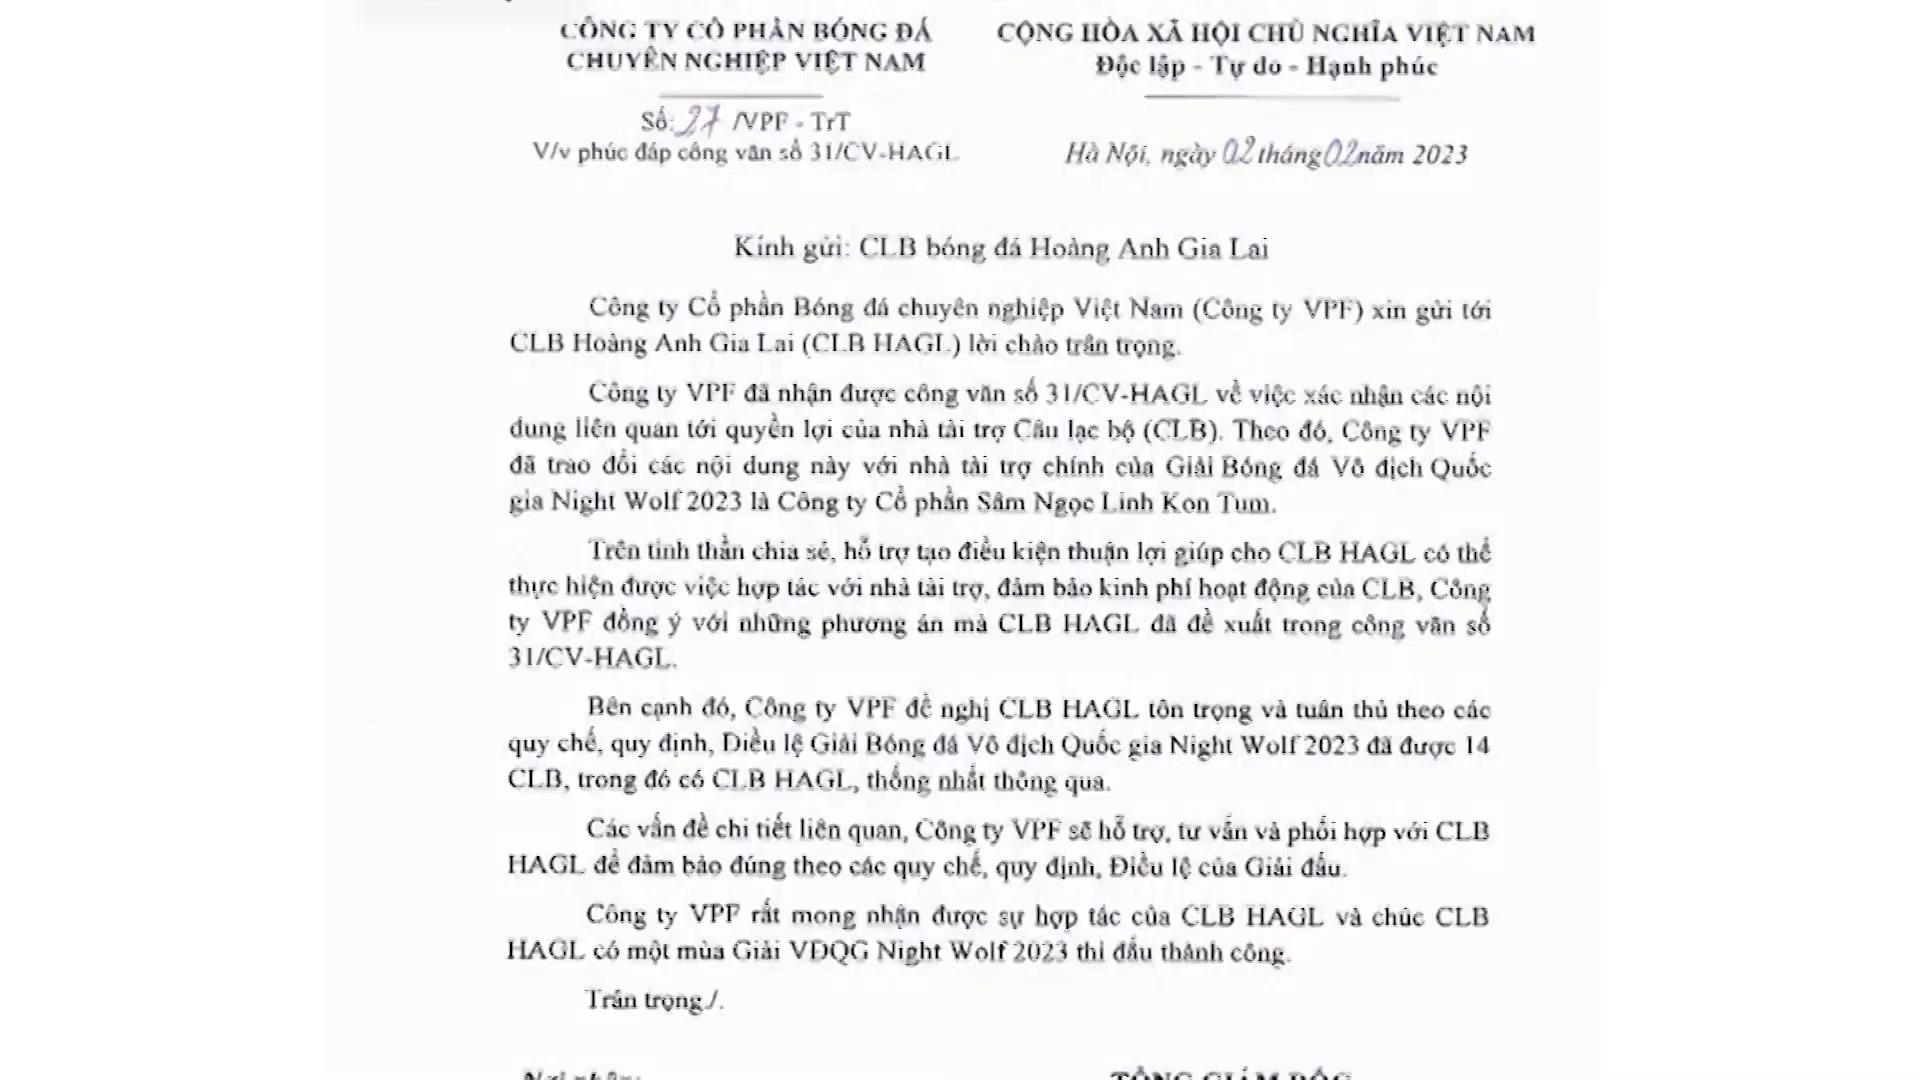 CÔNG TY CỔ PHẦN BÓNG ĐÁ
CHUYÊN NGHIỆP VIỆT NAM
CỘNG HÒA XÃ HỘI CHỦ NGHĨA VIỆT NAM
Độc lập - Tự do - Hạnh phúc
Số: 27 /VPF - TrT
V/v phúc đáp công văn số 31/CV-HAGL
Hà Nội, ngày 02 tháng 02 năm 2023
Kính gửi: CLB bóng đá Hoàng Anh Gia Lai
Công ty Cổ phần Bóng đá chuyên nghiệp Việt Nam (Công ty VPF) xin gửi tới
CLB Hoàng Anh Gia Lai (CLB HAGL) lời chào trân trọng.
Công ty VPF đã nhận được công văn số 31/CV-HAGL về việc xác nhận các nội
dung liên quan tới quyền lợi của nhà tài trợ Câu lạc bộ (CLB). Theo đó, Công ty VPF
đã trao đổi các nội dung này với nhà tài trợ chính của Giải Bóng đá Vô địch Quốc
gia Night Wolf 2023 là Công ty Cổ phần Sâm Ngọc Linh Kon Tum.
Trên tinh thần chia sẻ, hỗ trợ tạo điều kiện thuận lợi giúp cho CLB HAGL có thể
thực hiện được việc hợp tác với nhà tài trợ, đảm bảo kinh phí hoạt động của CLB, Công
ty VPF đồng ý với những phương án mà CLB HAGL đã đề xuất trong công văn số
31/CV-HAGL.
Bên cạnh đó, Công ty VPF đề nghị CLB HAGL tôn trọng và tuân thủ theo các
quy chế, quy định, Điều lệ Giải Bóng đá Vô địch Quốc gia Night Wolf 2023 đã được 14
CLB, trong đó có CLB HAGL, thống nhất thông qua.
Các vấn đề chi tiết liên quan, Công ty VPF sẽ hỗ trợ, tư vấn và phối hợp với CLB
HAGL để đảm bảo đúng theo các quy chế, quy định, Điều lệ của Giải đấu.
Công ty VPF rất mong nhận được sự hợp tác của CLB HAGL và chúc CLB
HAGL có một mùa Giải VĐQG Night Wolf 2023 thi đấu thành công.
Trân trọng./.
Nơi nhận:
TỔNG GIÁM ĐỐC